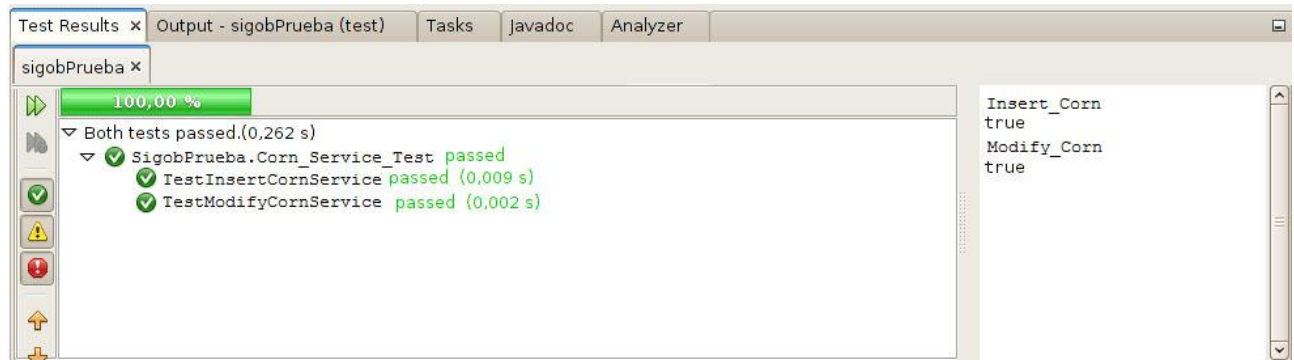 Test Results x Output - sigobPrueba (test) Tasks Javadoc Analyzer
sigobPrueba x
100,00 %
Both tests passed.(0,262 s)
SigobPrueba.Corn_Service_Test passed
TestInsertCornService passed (0,009 s)
TestModifyCornService passed (0,002 s)
Insert_Corn
true
Modify_Corn
true